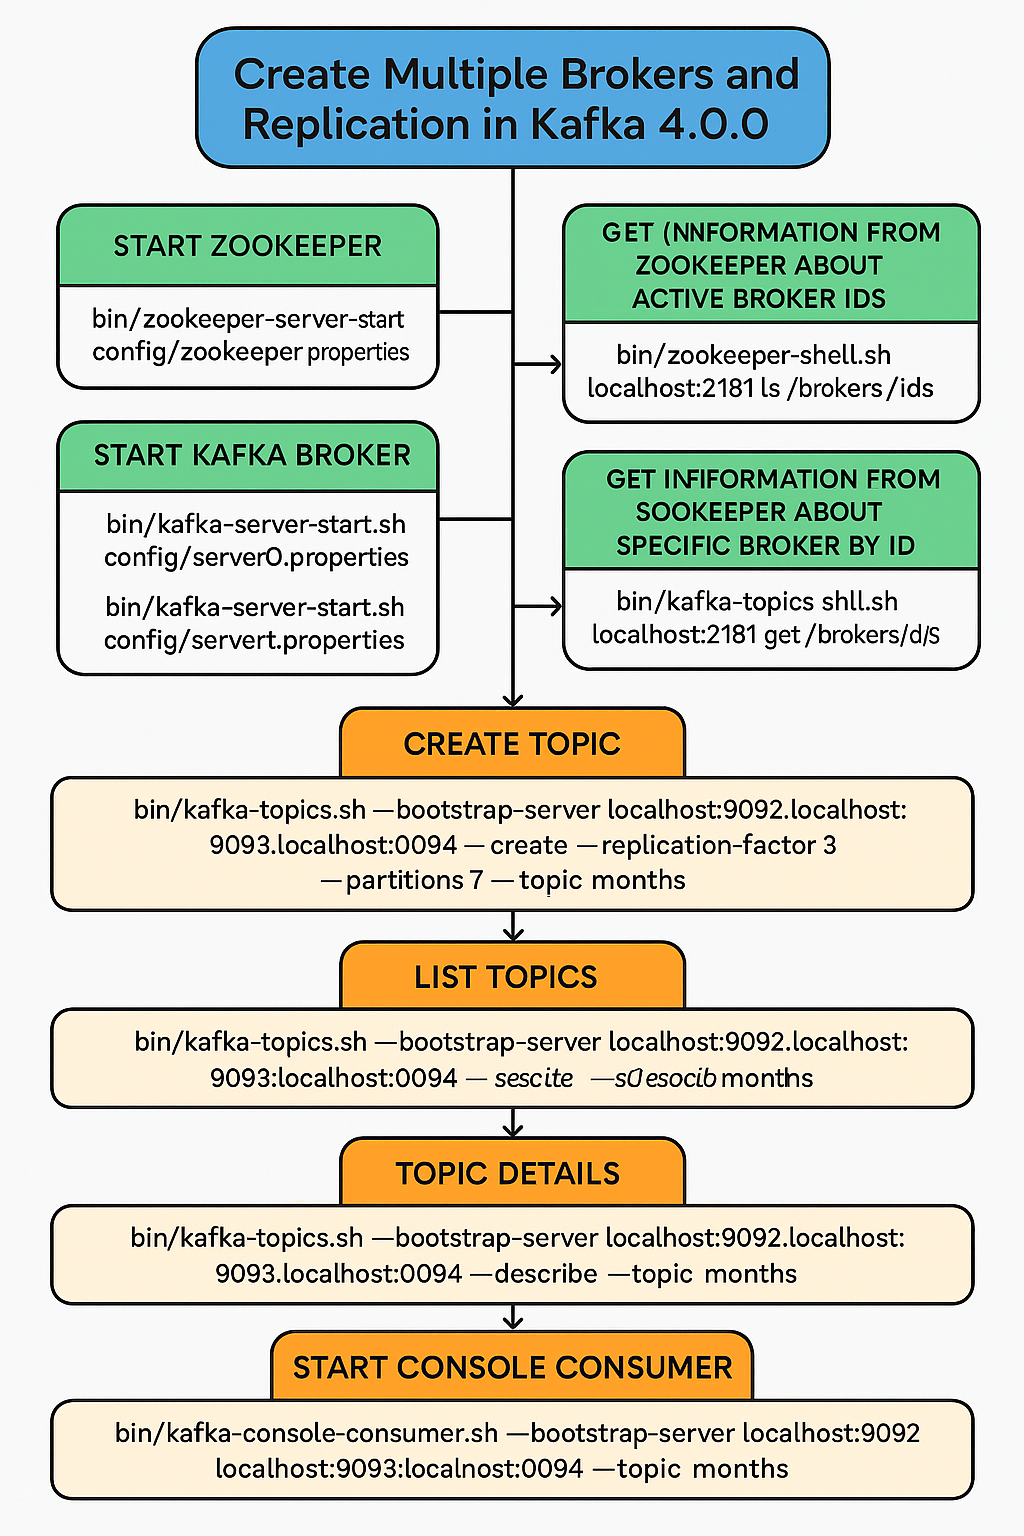 Create Multiple Brokers and
Replication in Kafka 4.0.0
START ZOOKEEPER
bin/zookeeper-server-start
config/zookeeper properties
GET (NNFORMATION FROM
ZOOKEEPER ABOUT
ACTIVE BROKER IDS
bin/zookeeper-shell.sh
localhost:2181 ls /brokers/ids
START KAFKA BROKER
bin/kafka-server-start.sh
config/server0.properties
bin/kafka-server-start.sh
config/servert.properties
GET INFIFORMATION FROM
SOOKEEPER ABOUT
SPECIFIC BROKER BY ID
bin/kafka-topics shll.sh
localhost:2181 get /brokers/d/s
CREATE TOPIC
bin/kafka-topics.sh —bootstrap-server localhost:9092.localhost:
9093.localhost:0094 — create —replication-factor 3
—partitions 7 — topic months
LIST TOPICS
bin/kafka-topics.sh —bootstrap-server localhost:9092.localhost:
9093:localhost:0094 — sescite months
TOPIC DETAILS
bin/kafka-topics.sh —bootstrap-server localhost:9092.localhost:
9093.localhost:0094 —describe —topic months
START CONSOLE CONSUMER
bin/kafka-console-consumer.sh —bootstrap-server localhost:9092
localhost:9093:localnost:0094 —topic months